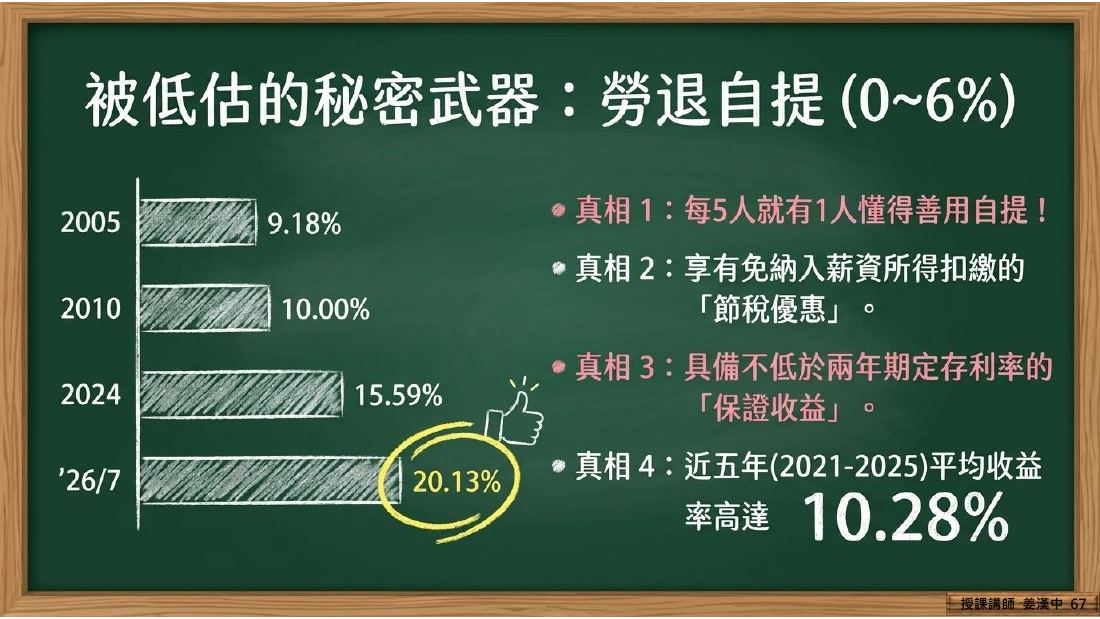 被低估的秘密武器：勞退自提 (0~6%)
2005 9.18%
2010 10.00%
2024 15.59%
’26/7 20.13%
真相 1：每5人就有1人懂得善用自提！
真相 2：享有免納入薪資所得扣繳的
「節稅優惠」。
真相 3：具備不低於兩年期定存利率的
「保證收益」。
真相 4：近五年(2021-2025)平均收益
率高達 10.28%
授課講師 姜漢中 67